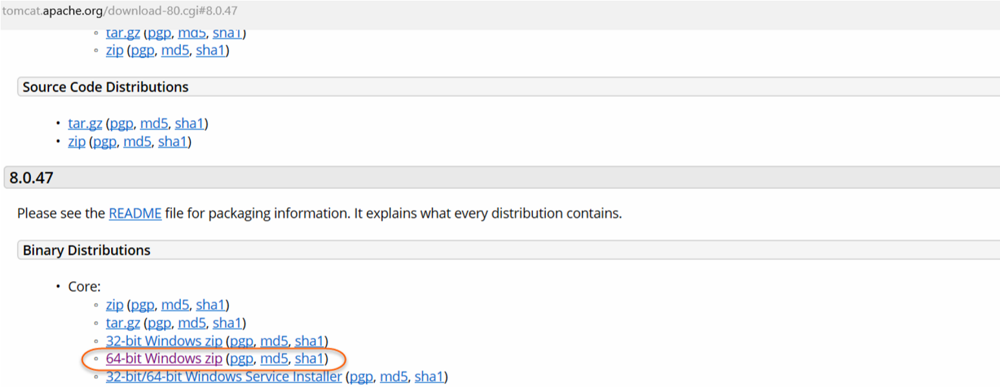 tomcat.apache.org/download-80.cgi#8.0.47
◦ tar.gz (pgp, md5, sha1)
◦ zip (pgp, md5, sha1)
Source Code Distributions
• tar.gz (pgp, md5, sha1)
• zip (pgp, md5, sha1)
8.0.47
Please see the README file for packaging information. It explains what every distribution contains.
Binary Distributions
• Core:
◦ zip (pgp, md5, sha1)
◦ tar.gz (pgp, md5, sha1)
◦ 32-bit Windows zip (pgp, md5, sha1)
◦ 64-bit Windows zip (pgp, md5, sha1)
◦ 32-bit/64-bit Windows Service Installer (pgp, md5, sha1)